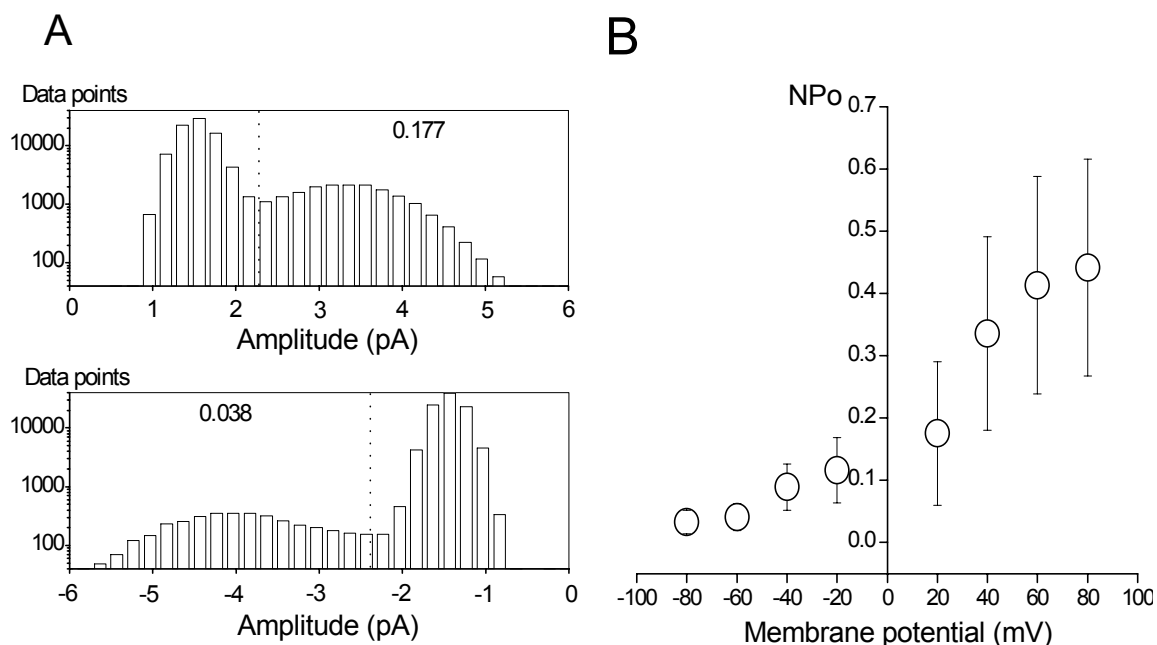 A
Data points
10000
1000
100
0.177
0 1 2 3 4 5 6
Amplitude (pA)
Data points
10000
1000
100
0.038
-6 -5 -4 -3 -2 -1 0
Amplitude (pA)
B
NPo
0.7
0.6
0.5
0.4
0.3
0.2
0.1
0.0
-100 -80 -60 -40 -20 0 20 40 60 80 100
Membrane potential (mV)